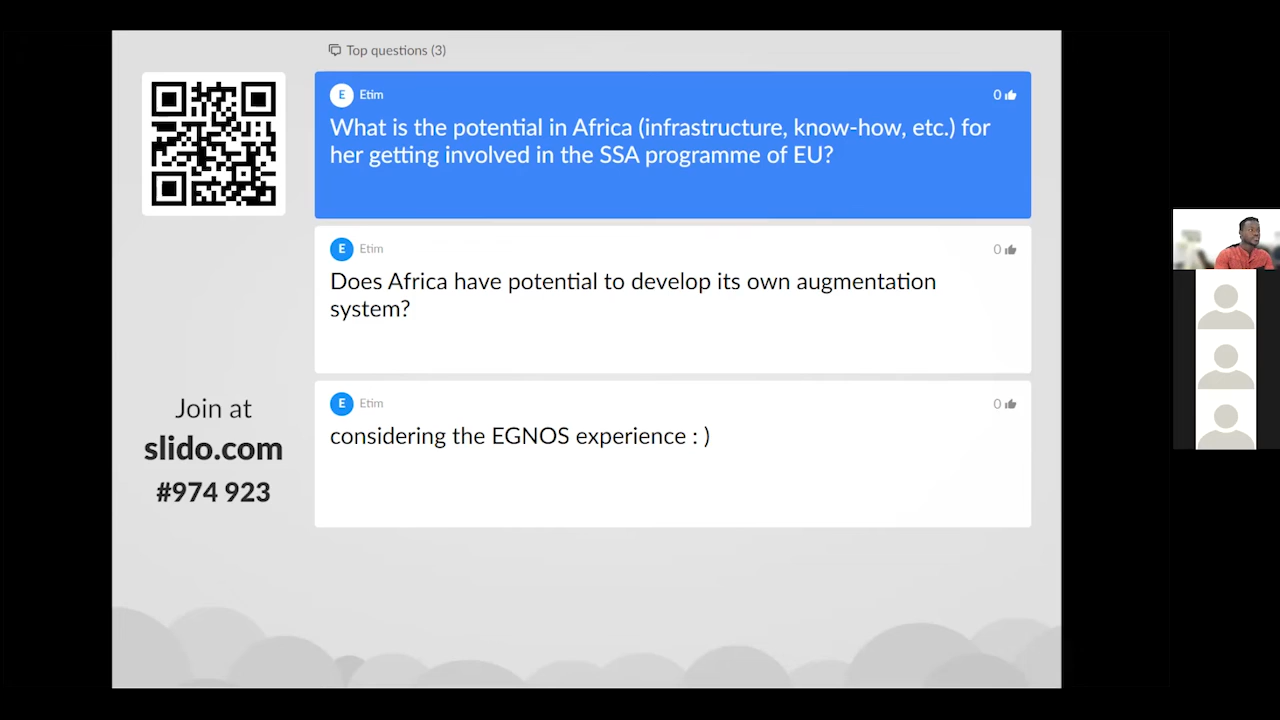 Top questions (3)
E Etim 0
What is the potential in Africa (infrastructure, know-how, etc.) for
her getting involved in the SSA programme of EU?
E Etim 0
Does Africa have potential to develop its own augmentation
system?
E Etim 0
considering the EGNOS experience : )
Join at
slido.com
#974 923